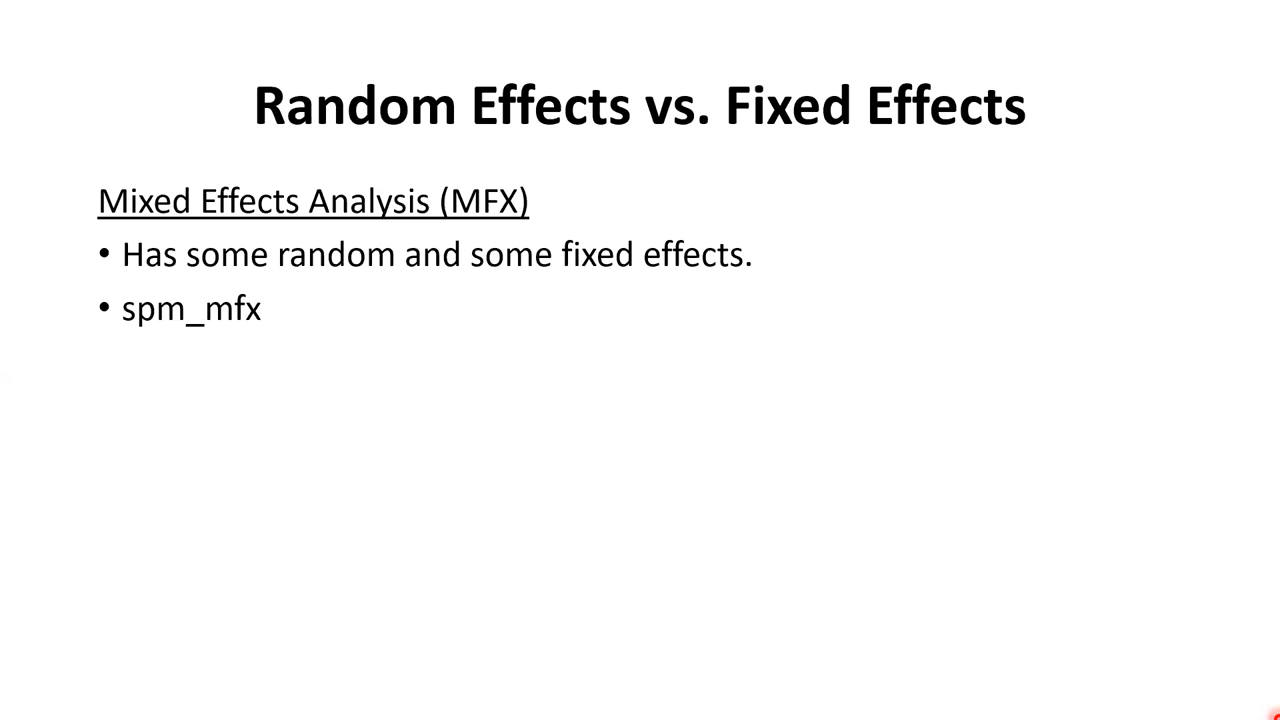 Random Effects vs. Fixed Effects
Mixed Effects Analysis (MFX)
• Has some random and some fixed effects.
• spm_mfx